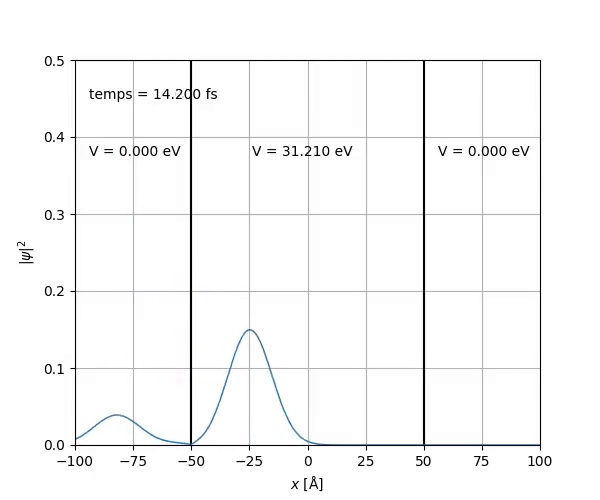 0.5
temps = 14.200 fs
0.4
V = 0.000 eV
V = 31.210 eV
V = 0.000 eV
0.3
|ψ|²
0.2
0.1
0.0
−100 −75 −50 −25 0 25 50 75 100
x [Å]